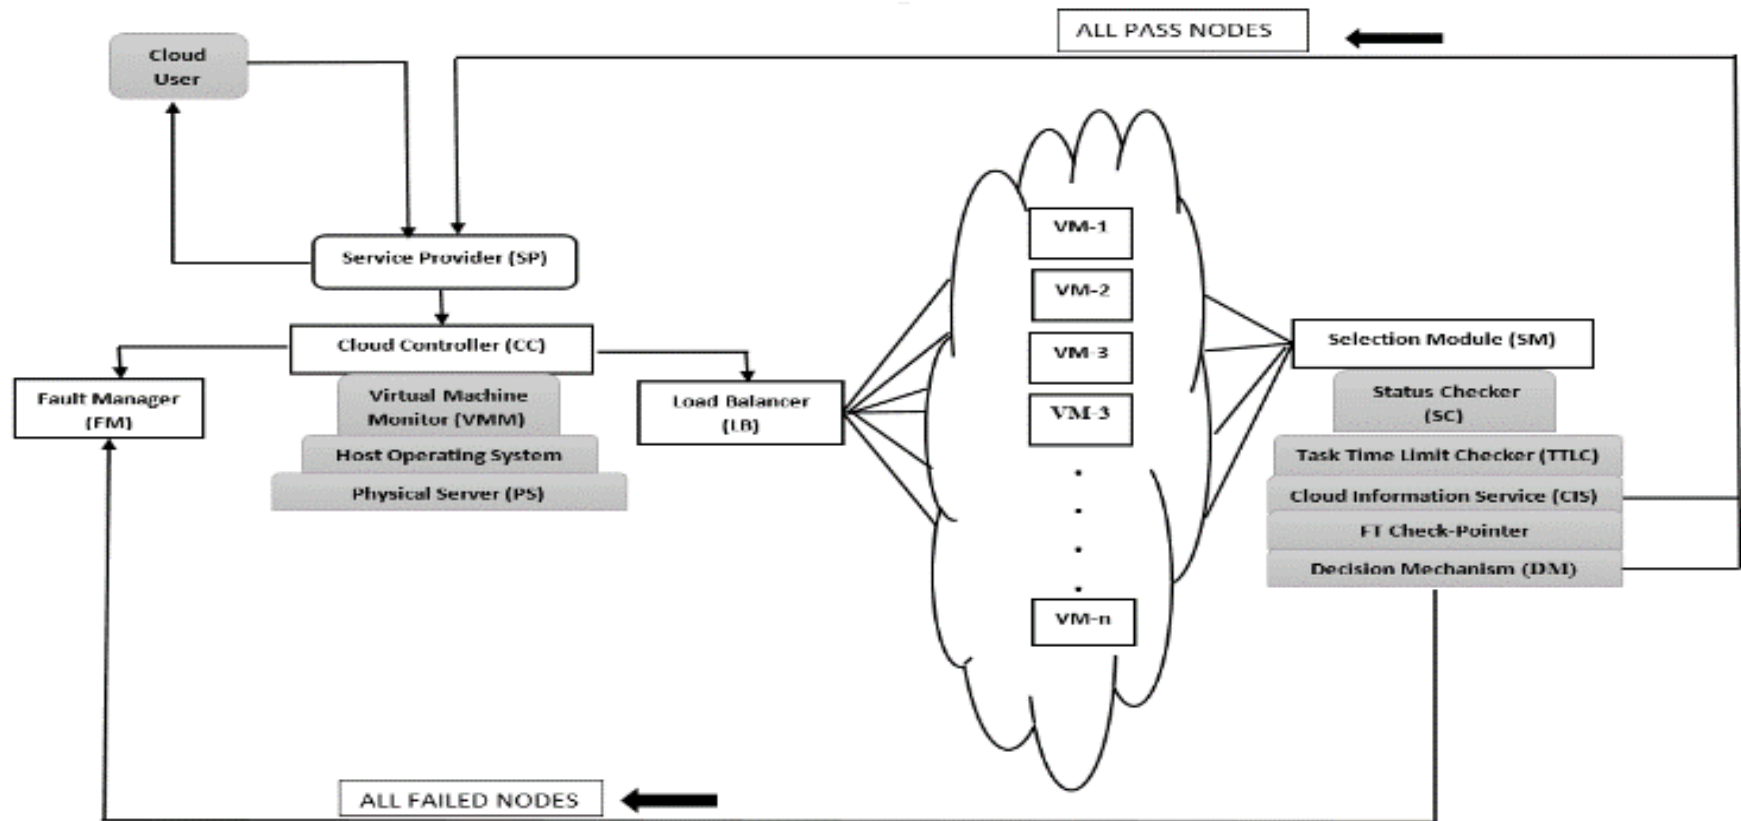 ALL PASS NODES
Cloud
User
Service Provider (SP)
Cloud Controller (CC)
Virtual Machine
Monitor (VMM)
Host Operating System
Physical Server (PS)
Fault Manager
(FM)
Load Balancer
(LB)
VM-1
VM-2
VM-3
VM-3
VM-n
Selection Module (SM)
Status Checker
(SC)
Task Time Limit Checker (TTLC)
Cloud Information Service (CIS)
FT Check-Pointer
Decision Mechanism (DM)
ALL FAILED NODES